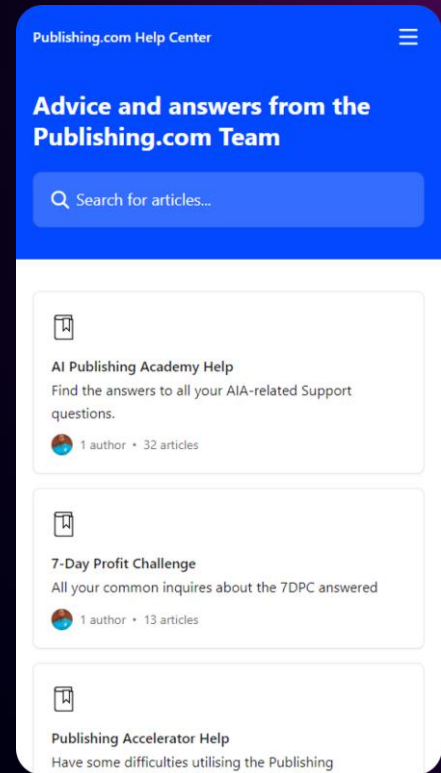 Publishing.com Help Center
Advice and answers from the
Publishing.com Team
Search for articles...
AI Publishing Academy Help
Find the answers to all your AIA-related Support
questions.
1 author • 32 articles
7-Day Profit Challenge
All your common inquires about the 7DPC answered
1 author • 13 articles
Publishing Accelerator Help
Have some difficulties utilising the Publishing